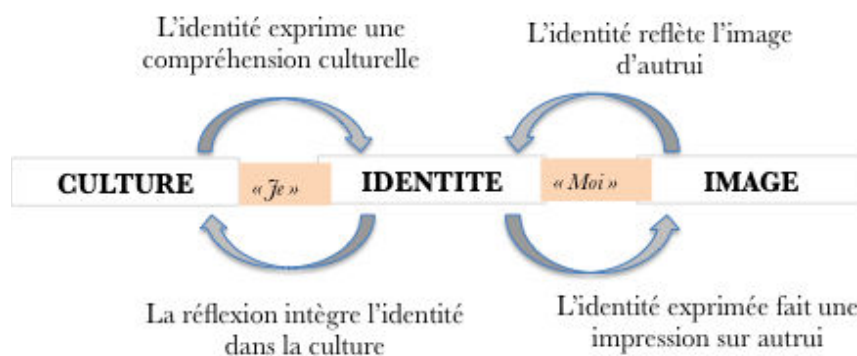 L’identité exprime une
compréhension culturelle
L’identité reflète l’image
d’autrui
CULTURE
« Je »
IDENTITE
« Moi »
IMAGE
La réflexion intègre l’identité
dans la culture
L’identité exprimée fait une
impression sur autrui